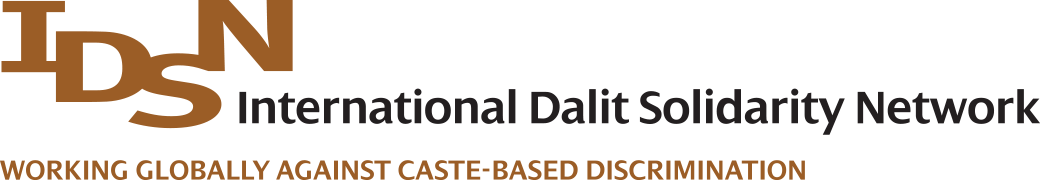 IDSN
International Dalit Solidarity Network
WORKING GLOBALLY AGAINST CASTE-BASED DISCRIMINATION